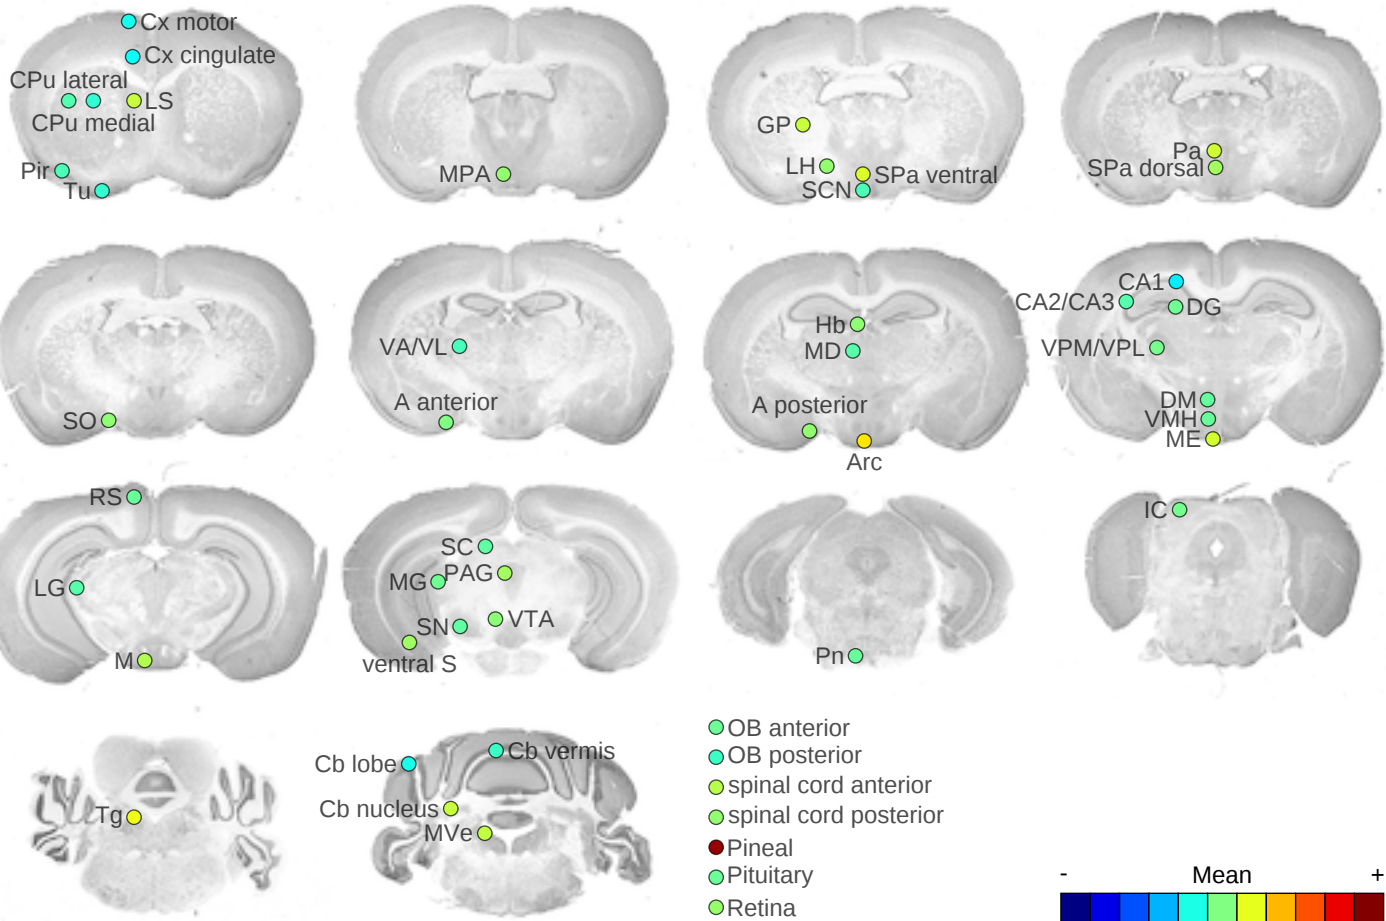 Cx motor
Cx cingulate
CPu lateral
LS
CPu medial
Pir
Tu
MPA
GP
LH
SPa ventral
SCN
Pa
SPa dorsal
SO
VA/VL
A anterior
Hb
MD
A posterior
Arc
CA1
CA2/CA3
DG
VPM/VPL
DM
VMH
ME
RS
LG
M
SC
MG
PAG
SN
VTA
ventral S
Pn
IC
Tg
Cb lobe
Cb vermis
Cb nucleus
MVe
OB anterior
OB posterior
spinal cord anterior
spinal cord posterior
Pineal
Pituitary
Retina
- Mean +